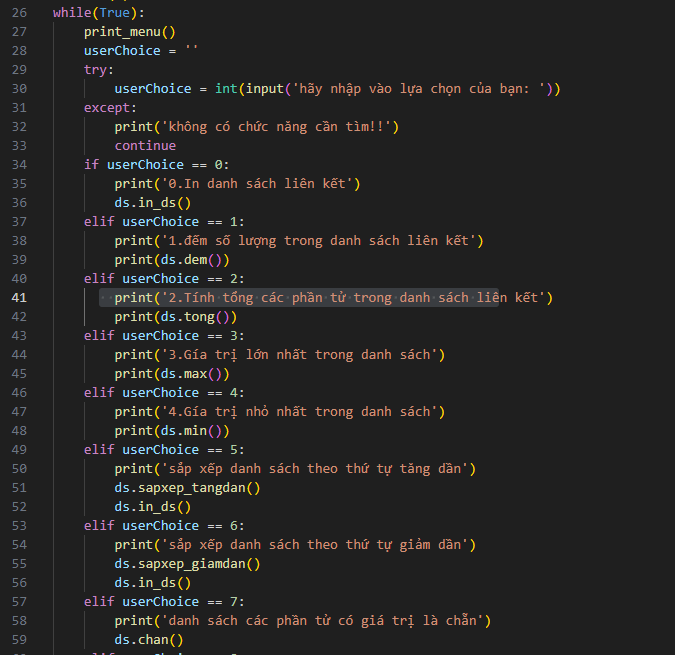 26 while(True):
27 print_menu()
28 userChoice = ''
29 try:
30 userChoice = int(input('hãy nhập vào lựa chọn của bạn: '))
31 except:
32 print('không có chức năng cần tìm!!')
33 continue
34 if userChoice == 0:
35 print('0.In danh sách liên kết')
36 ds.in_ds()
37 elif userChoice == 1:
38 print('1.đếm số lượng trong danh sách liên kết')
39 print(ds.dem())
40 elif userChoice == 2:
41 print('2.Tính tổng các phần tử trong danh sách liên kết')
42 print(ds.tong())
43 elif userChoice == 3:
44 print('3.Gía trị lớn nhất trong danh sách')
45 print(ds.max())
46 elif userChoice == 4:
47 print('4.Gía trị nhỏ nhất trong danh sách')
48 print(ds.min())
49 elif userChoice == 5:
50 print('sắp xếp danh sách theo thứ tự tăng dần')
51 ds.sapxep_tangdan()
52 ds.in_ds()
53 elif userChoice == 6:
54 print('sắp xếp danh sách theo thứ tự giảm dần')
55 ds.sapxep_giamdan()
56 ds.in_ds()
57 elif userChoice == 7:
58 print('danh sách các phần tử có giá trị là chẵn')
59 ds.chan()